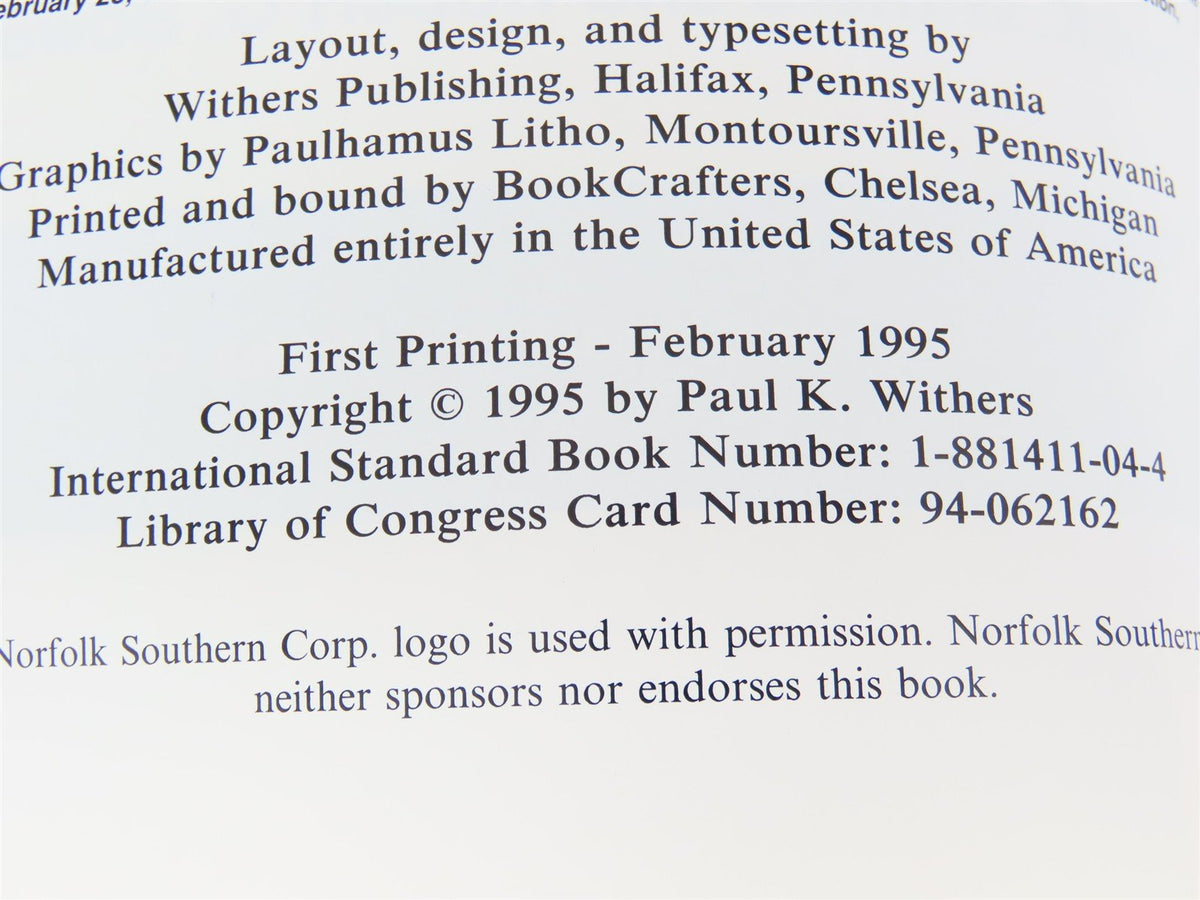 Layout, design, and typesetting by
Withers Publishing, Halifax, Pennsylvania
Graphics by Paulhamus Litho, Montoursville, Pennsylvania
Printed and bound by BookCrafters, Chelsea, Michigan
Manufactured entirely in the United States of America
First Printing - February 1995
Copyright © 1995 by Paul K. Withers
International Standard Book Number: 1-881411-04-4
Library of Congress Card Number: 94-062162
Norfolk Southern Corp. logo is used with permission. Norfolk Southern
neither sponsors nor endorses this book.